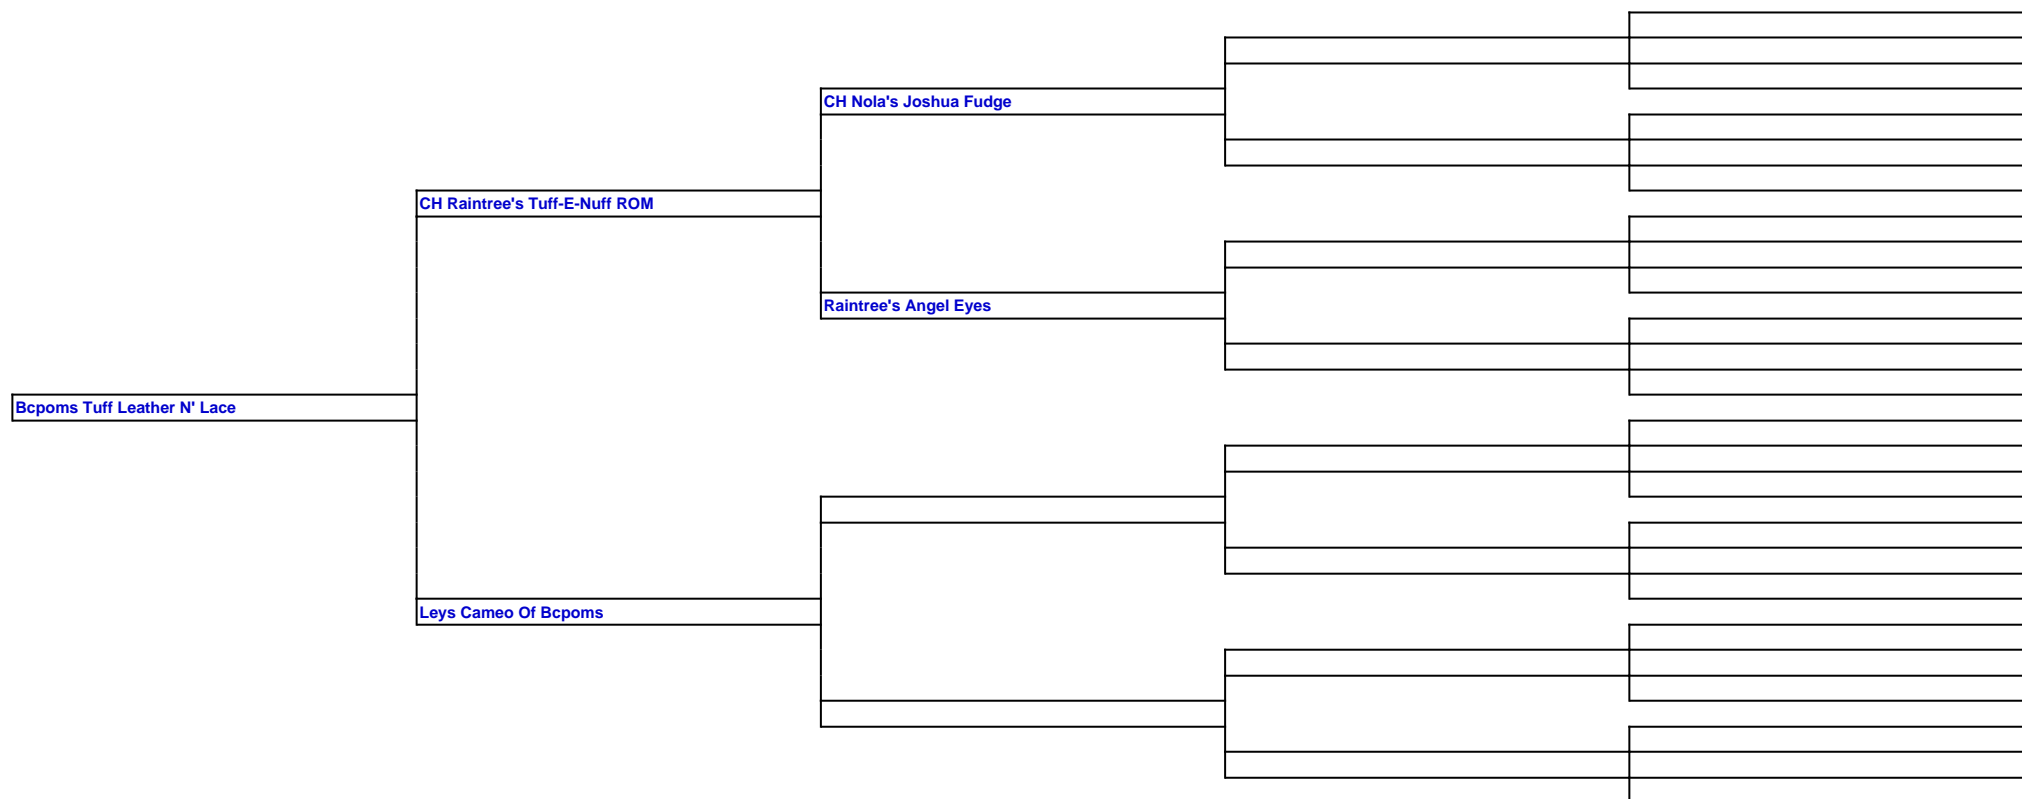 CH Nola's Joshua Fudge
CH Raintree's Tuff-E-Nuff ROM
Raintree's Angel Eyes
Bcpoms Tuff Leather N' Lace
Leys Cameo Of Bcpoms